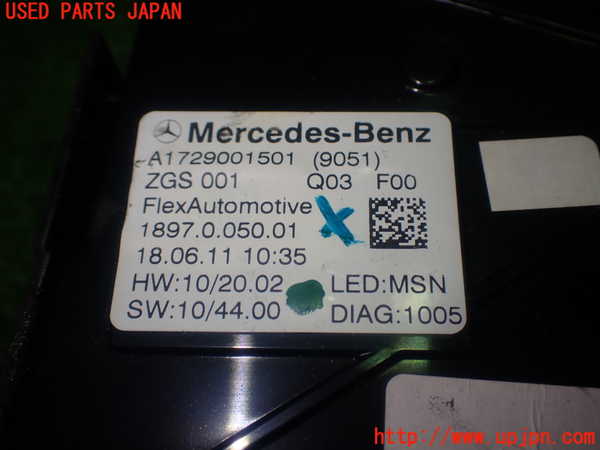 USED PARTS JAPAN
Mercedes-Benz
A1729001501 (9051)
ZGS 001 Q03 F00
FlexAutomotive
1897.0.050.01
18.06.11 10:35
HW:10/20.02 LED:MSN
SW:10/44.00 DIAG:1005
http://www.upjpn.com/